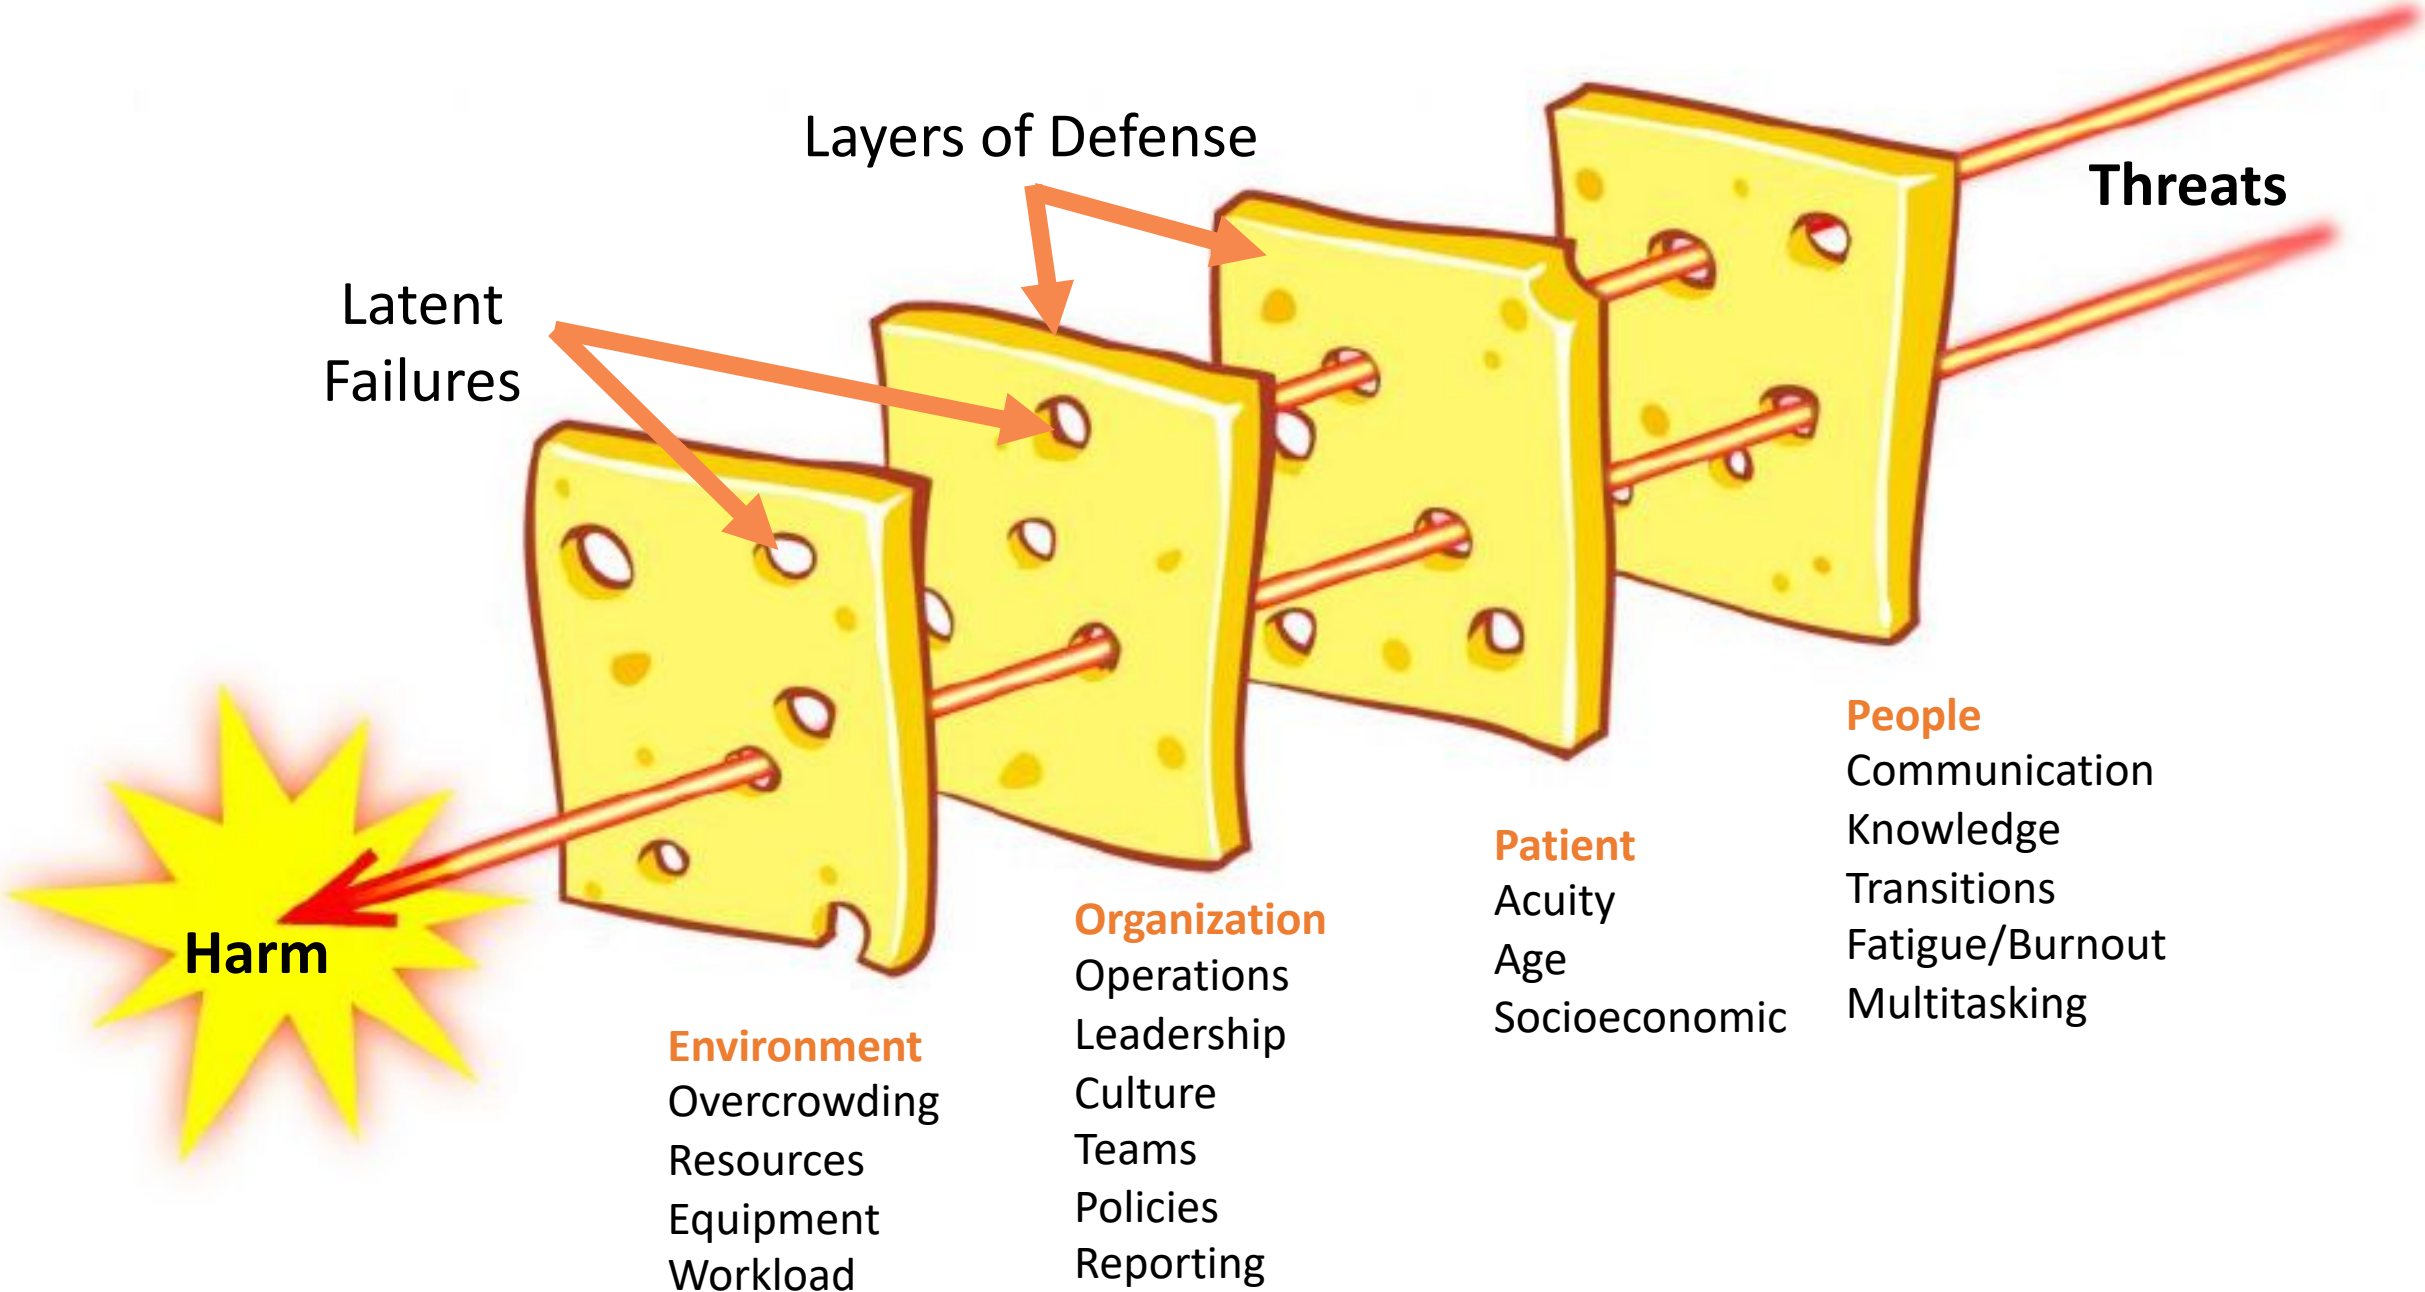 Layers of Defense
Threats
Latent
Failures
Harm
Environment
Overcrowding
Resources
Equipment
Workload
Organization
Operations
Leadership
Culture
Teams
Policies
Reporting
Patient
Acuity
Age
Socioeconomic
People
Communication
Knowledge
Transitions
Fatigue/Burnout
Multitasking